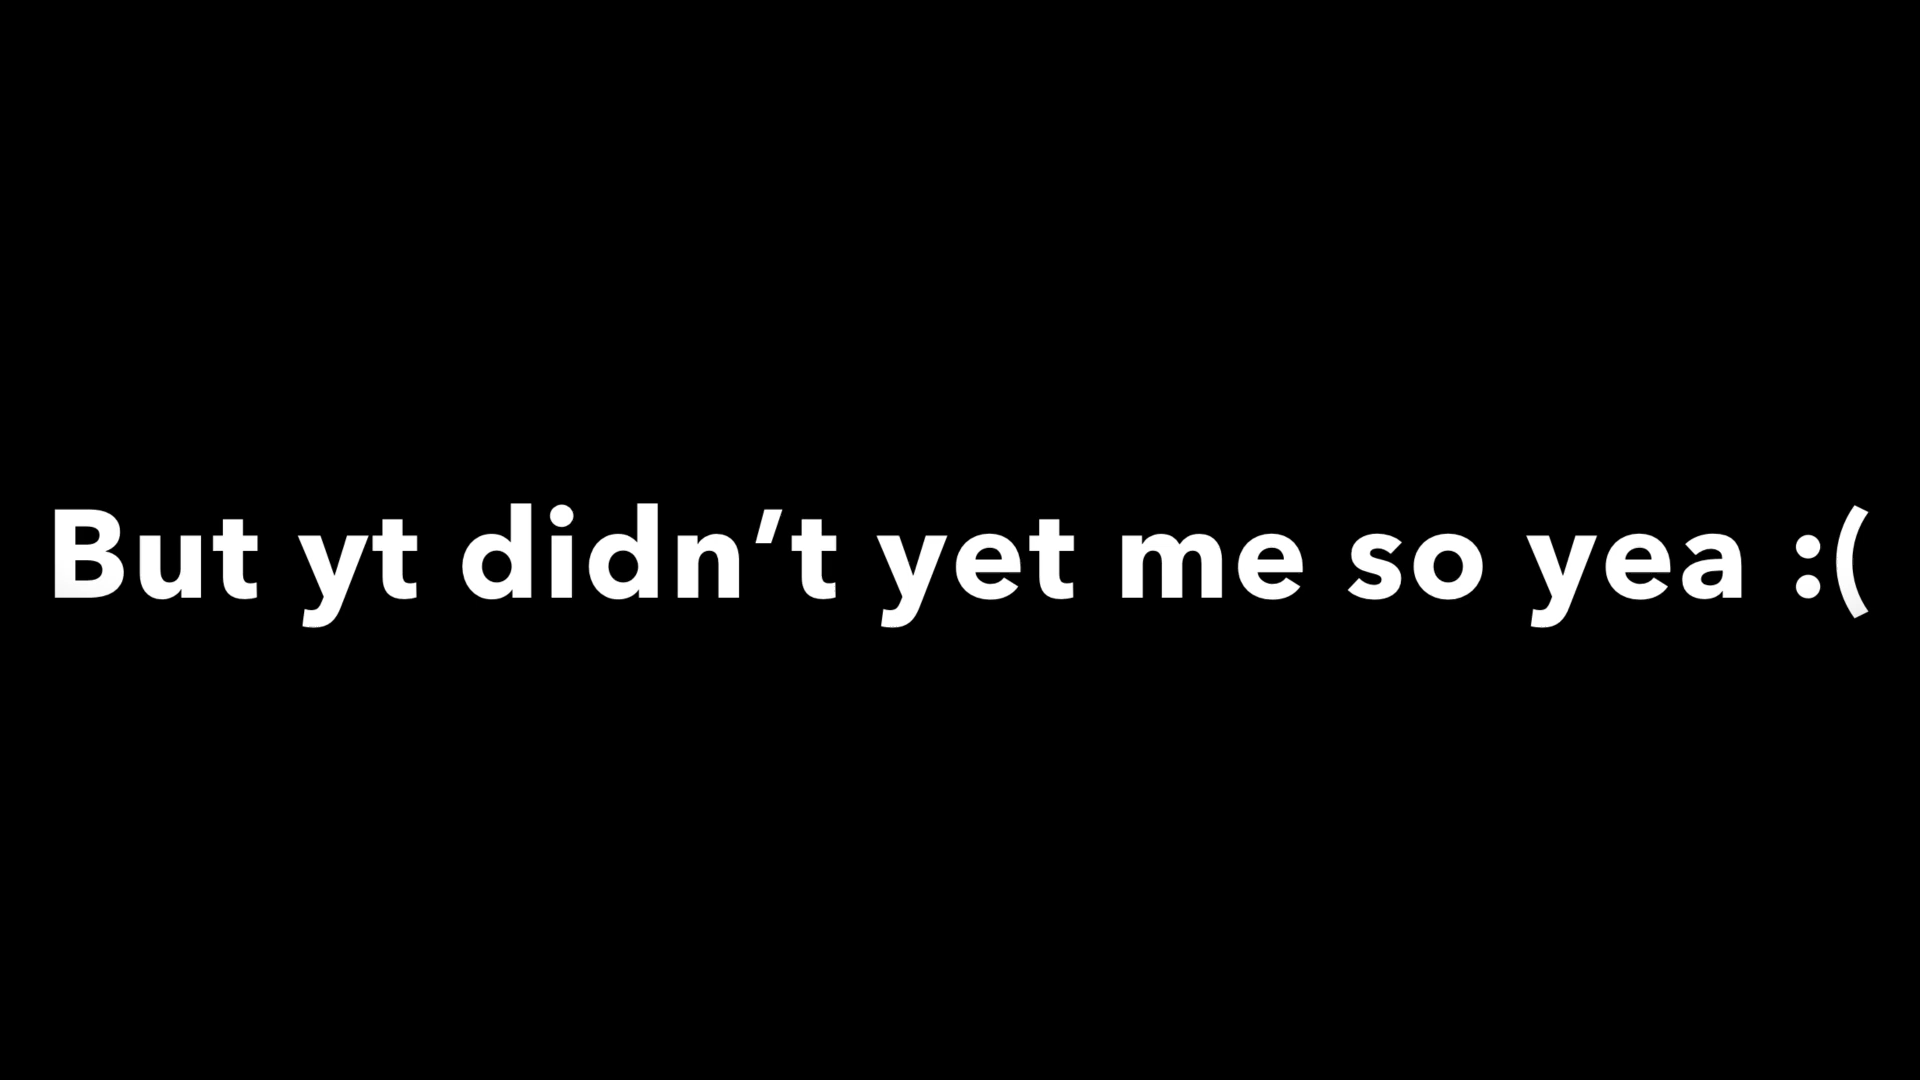 But yt didn’t yet me so yea :(